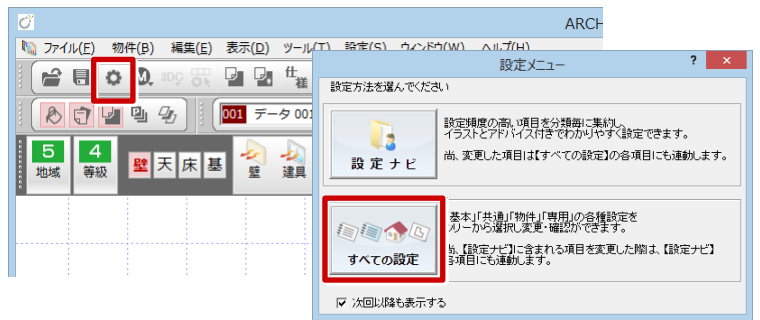 ARCH
ファイル(F) 物件(B) 編集(E) 表示(D) ツール(T) 設定(S) ウィンドウ(W) ヘルプ(H)
3DC
仕様
001 データ 001
5 地域
4 等級
壁 天 床 基
壁
建具
設定メニュー
? ×
設定方法を選んでください
設定ナビ
設定頻度の高い項目を分類毎に集約し、
イラストとアドバイス付きでわかりやすく設定できます。
尚、変更した項目は【すべての設定】の各項目にも連動します。
すべての設定
基本」「共通」「物件」「専用」の各種設定を
リーから選択し変更・確認ができます。
尚、【設定ナビ】に含まれる項目を変更した際は、【設定ナビ】
各項目にも連動します。
次回以降も表示する